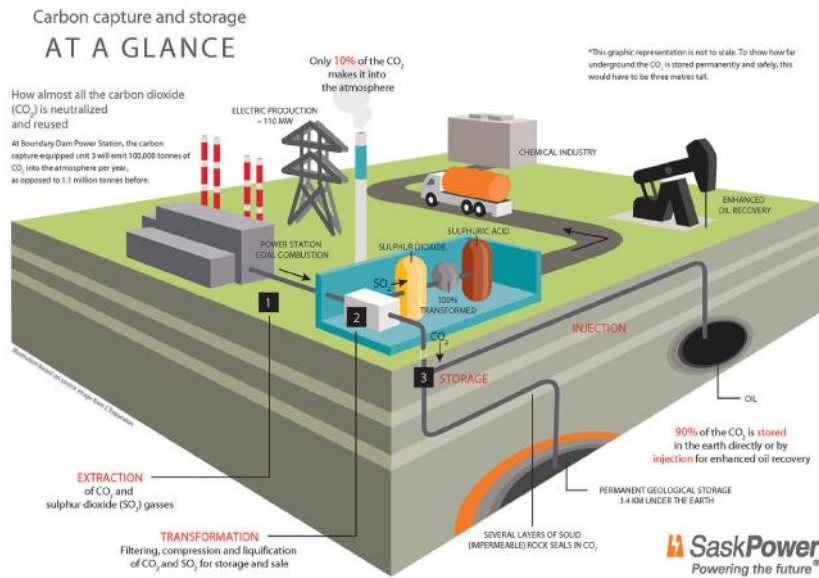 Carbon capture and storage
AT A GLANCE
How almost all the carbon dioxide
(CO₂) is neutralized
and reused
At Boundary Dam Power Station, the carbon
capture-equipped unit 3 will emit 100,000 tonnes of
CO₂ into the atmosphere per year,
as opposed to 1.1 million tonnes before.
Only 10% of the CO₂
makes it into
the atmosphere
*This graphic representation is not to scale. To show how far
underground the CO₂ is stored permanently and safely, this
would have to be three metres tall.
ELECTRIC PRODUCTION
≈ 110 MW
CHEMICAL INDUSTRY
ENHANCED
OIL RECOVERY
POWER STATION
COAL COMBUSTION
SULPHUR DIOXIDE
SULPHURIC ACID
SO₂
100%
TRANSFORMED
1
2
CO₂
3 STORAGE
INJECTION
OIL
Illustration based on source image from L'Expansion
90% of the CO₂ is stored
in the earth directly or by
injection for enhanced oil recovery
EXTRACTION
of CO₂ and
sulphur dioxide (SO₂) gasses
PERMANENT GEOLOGICAL STORAGE
3.4 KM UNDER THE EARTH
TRANSFORMATION
Filtering, compression and liquification
of CO₂ and SO₂ for storage and sale
SEVERAL LAYERS OF SOLID
(IMPERMEABLE) ROCK SEALS IN CO₂
SaskPower
Powering the future®